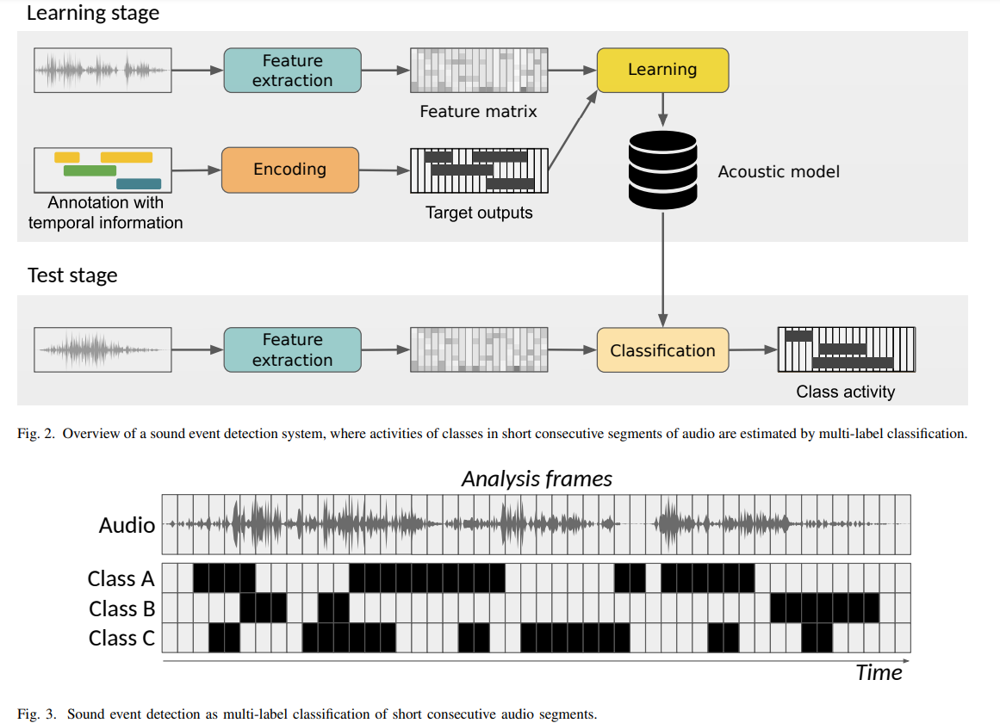 Learning stage
Feature
extraction
Feature matrix
Learning
Annotation with
temporal information
Encoding
Target outputs
Acoustic model
Test stage
Feature
extraction
Classification
Class activity
Fig. 2. Overview of a sound event detection system, where activities of classes in short consecutive segments of audio are estimated by multi-label classification.
Analysis frames
Audio
Class A
Class B
Class C
Time
Fig. 3. Sound event detection as multi-label classification of short consecutive audio segments.